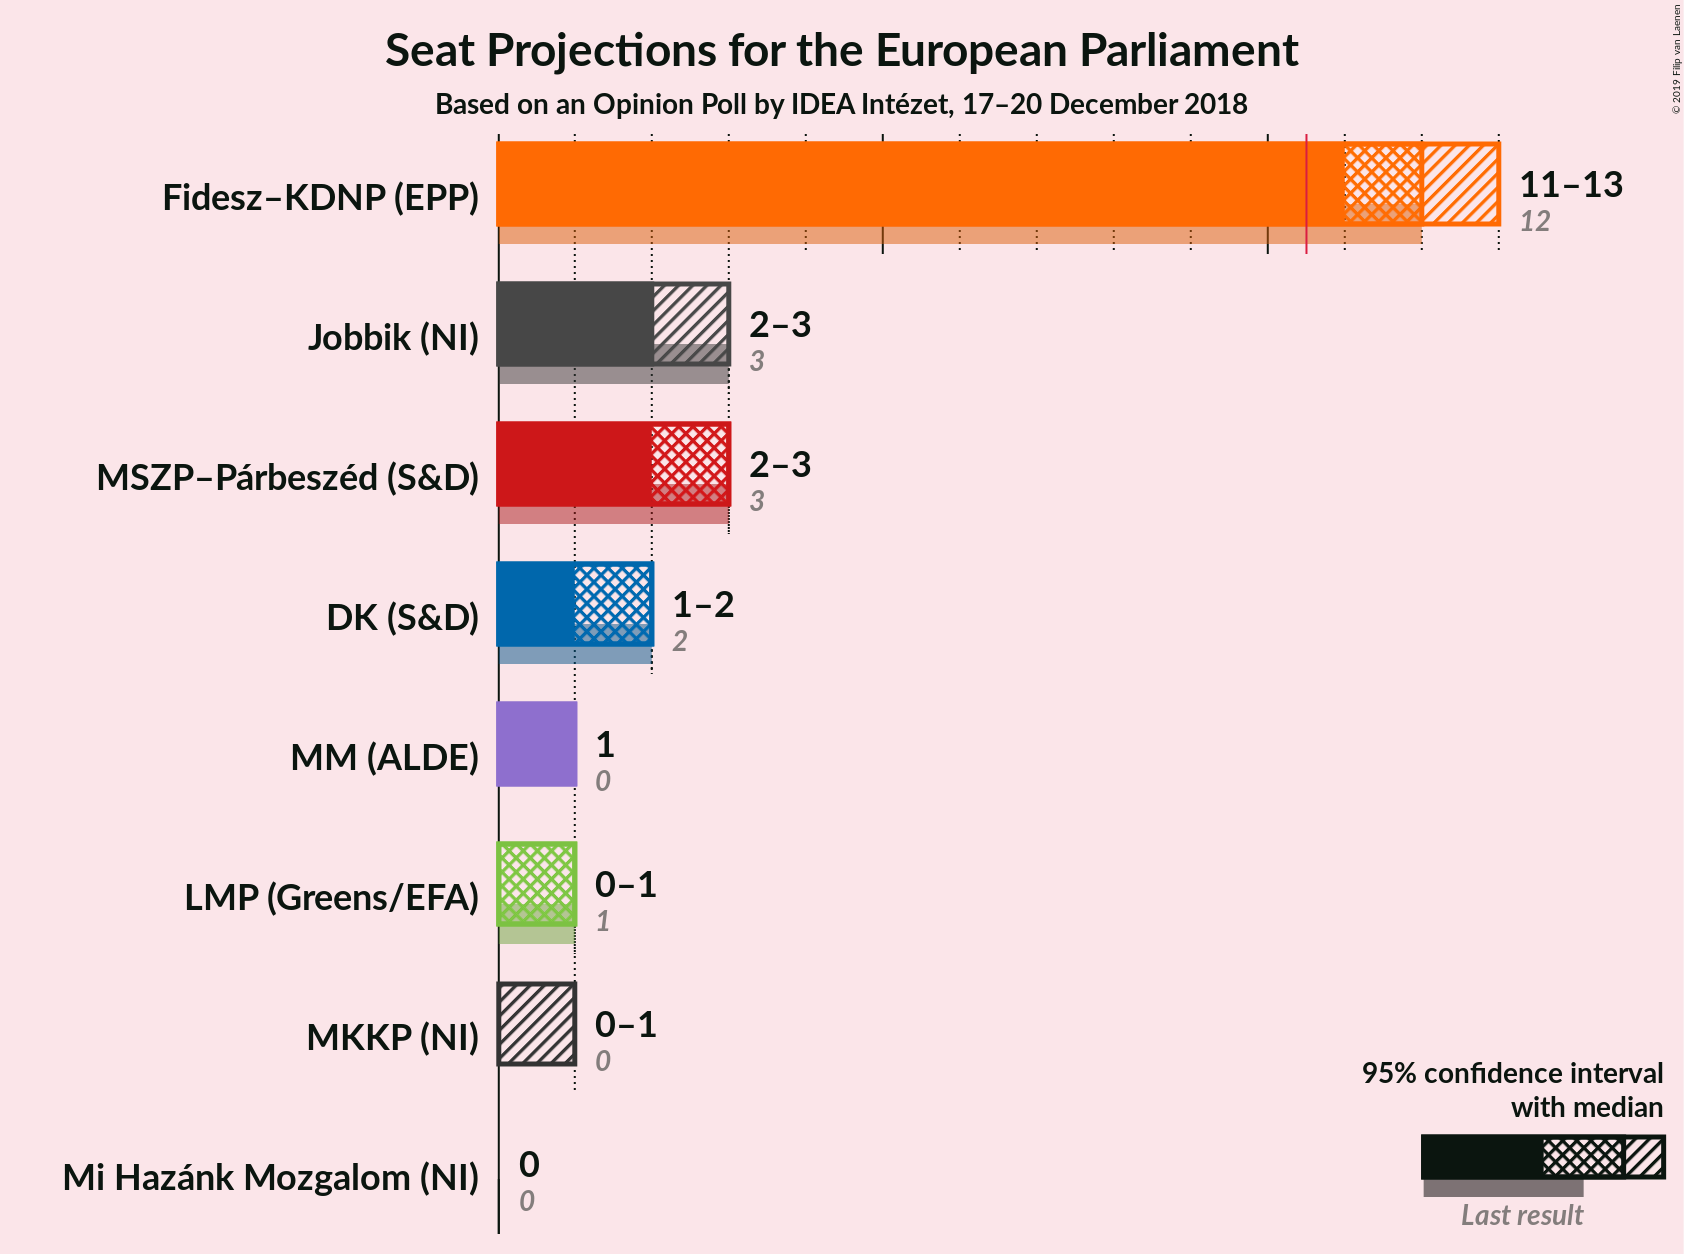 Seat Projections for the European Parliament
Based on an Opinion Poll by IDEA Intézet, 17–20 December 2018
© 2019 Filip van Laenen
Fidesz–KDNP (EPP)
11–13
12
Jobbik (NI)
2–3
3
MSZP–Párbeszéd (S&D)
2–3
3
DK (S&D)
1–2
2
MM (ALDE)
1
0
LMP (Greens/EFA)
0–1
1
MKKP (NI)
0–1
0
Mi Hazánk Mozgalom (NI)
0
0
95% confidence interval
with median
Last result